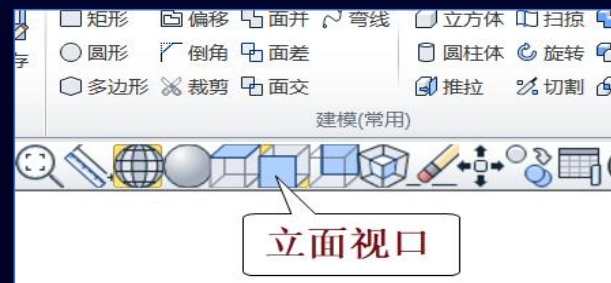 矩形 偏移 面并 弯线 立方体 扫掠
存 圆形 倒角 面差 圆柱体 旋转
多边形 裁剪 面交 推拉 切割
建模(常用)
立面视口